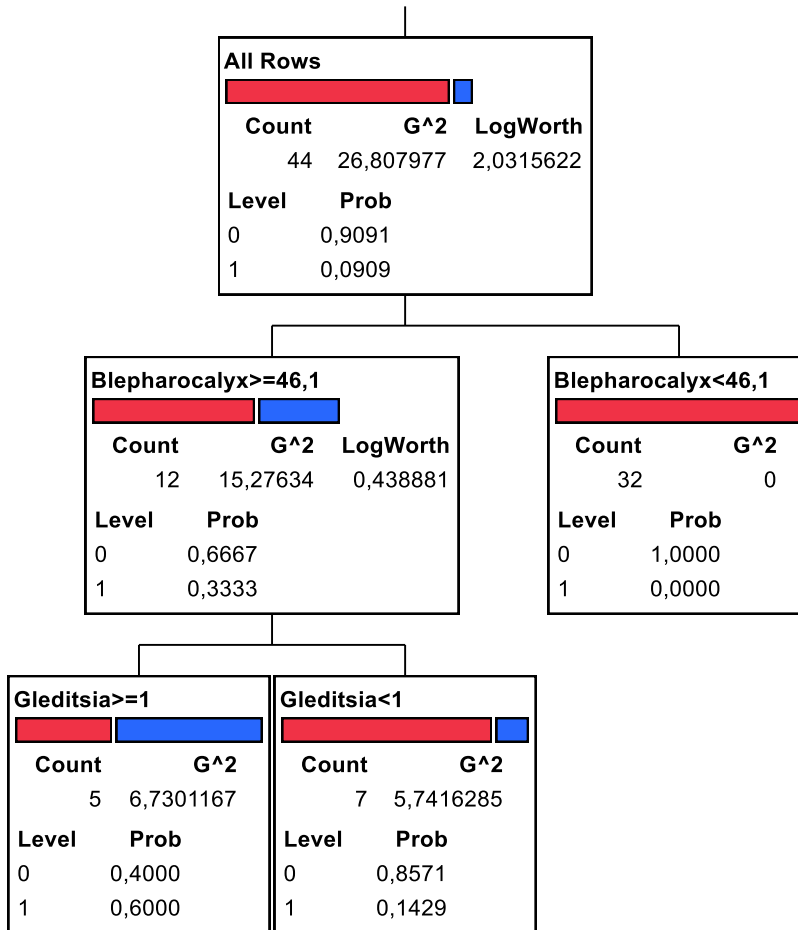 All Rows
Count G^2 LogWorth
44 26,807977 2,0315622
Level Prob
0 0,9091
1 0,0909
Blepharocalyx>=46,1
Count G^2 LogWorth
12 15,27634 0,438881
Level Prob
0 0,6667
1 0,3333
Blepharocalyx<46,1
Count G^2
32 0
Level Prob
0 1,0000
1 0,0000
Gleditsia>=1
Count G^2
5 6,7301167
Level Prob
0 0,4000
1 0,6000
Gleditsia<1
Count G^2
7 5,7416285
Level Prob
0 0,8571
1 0,1429